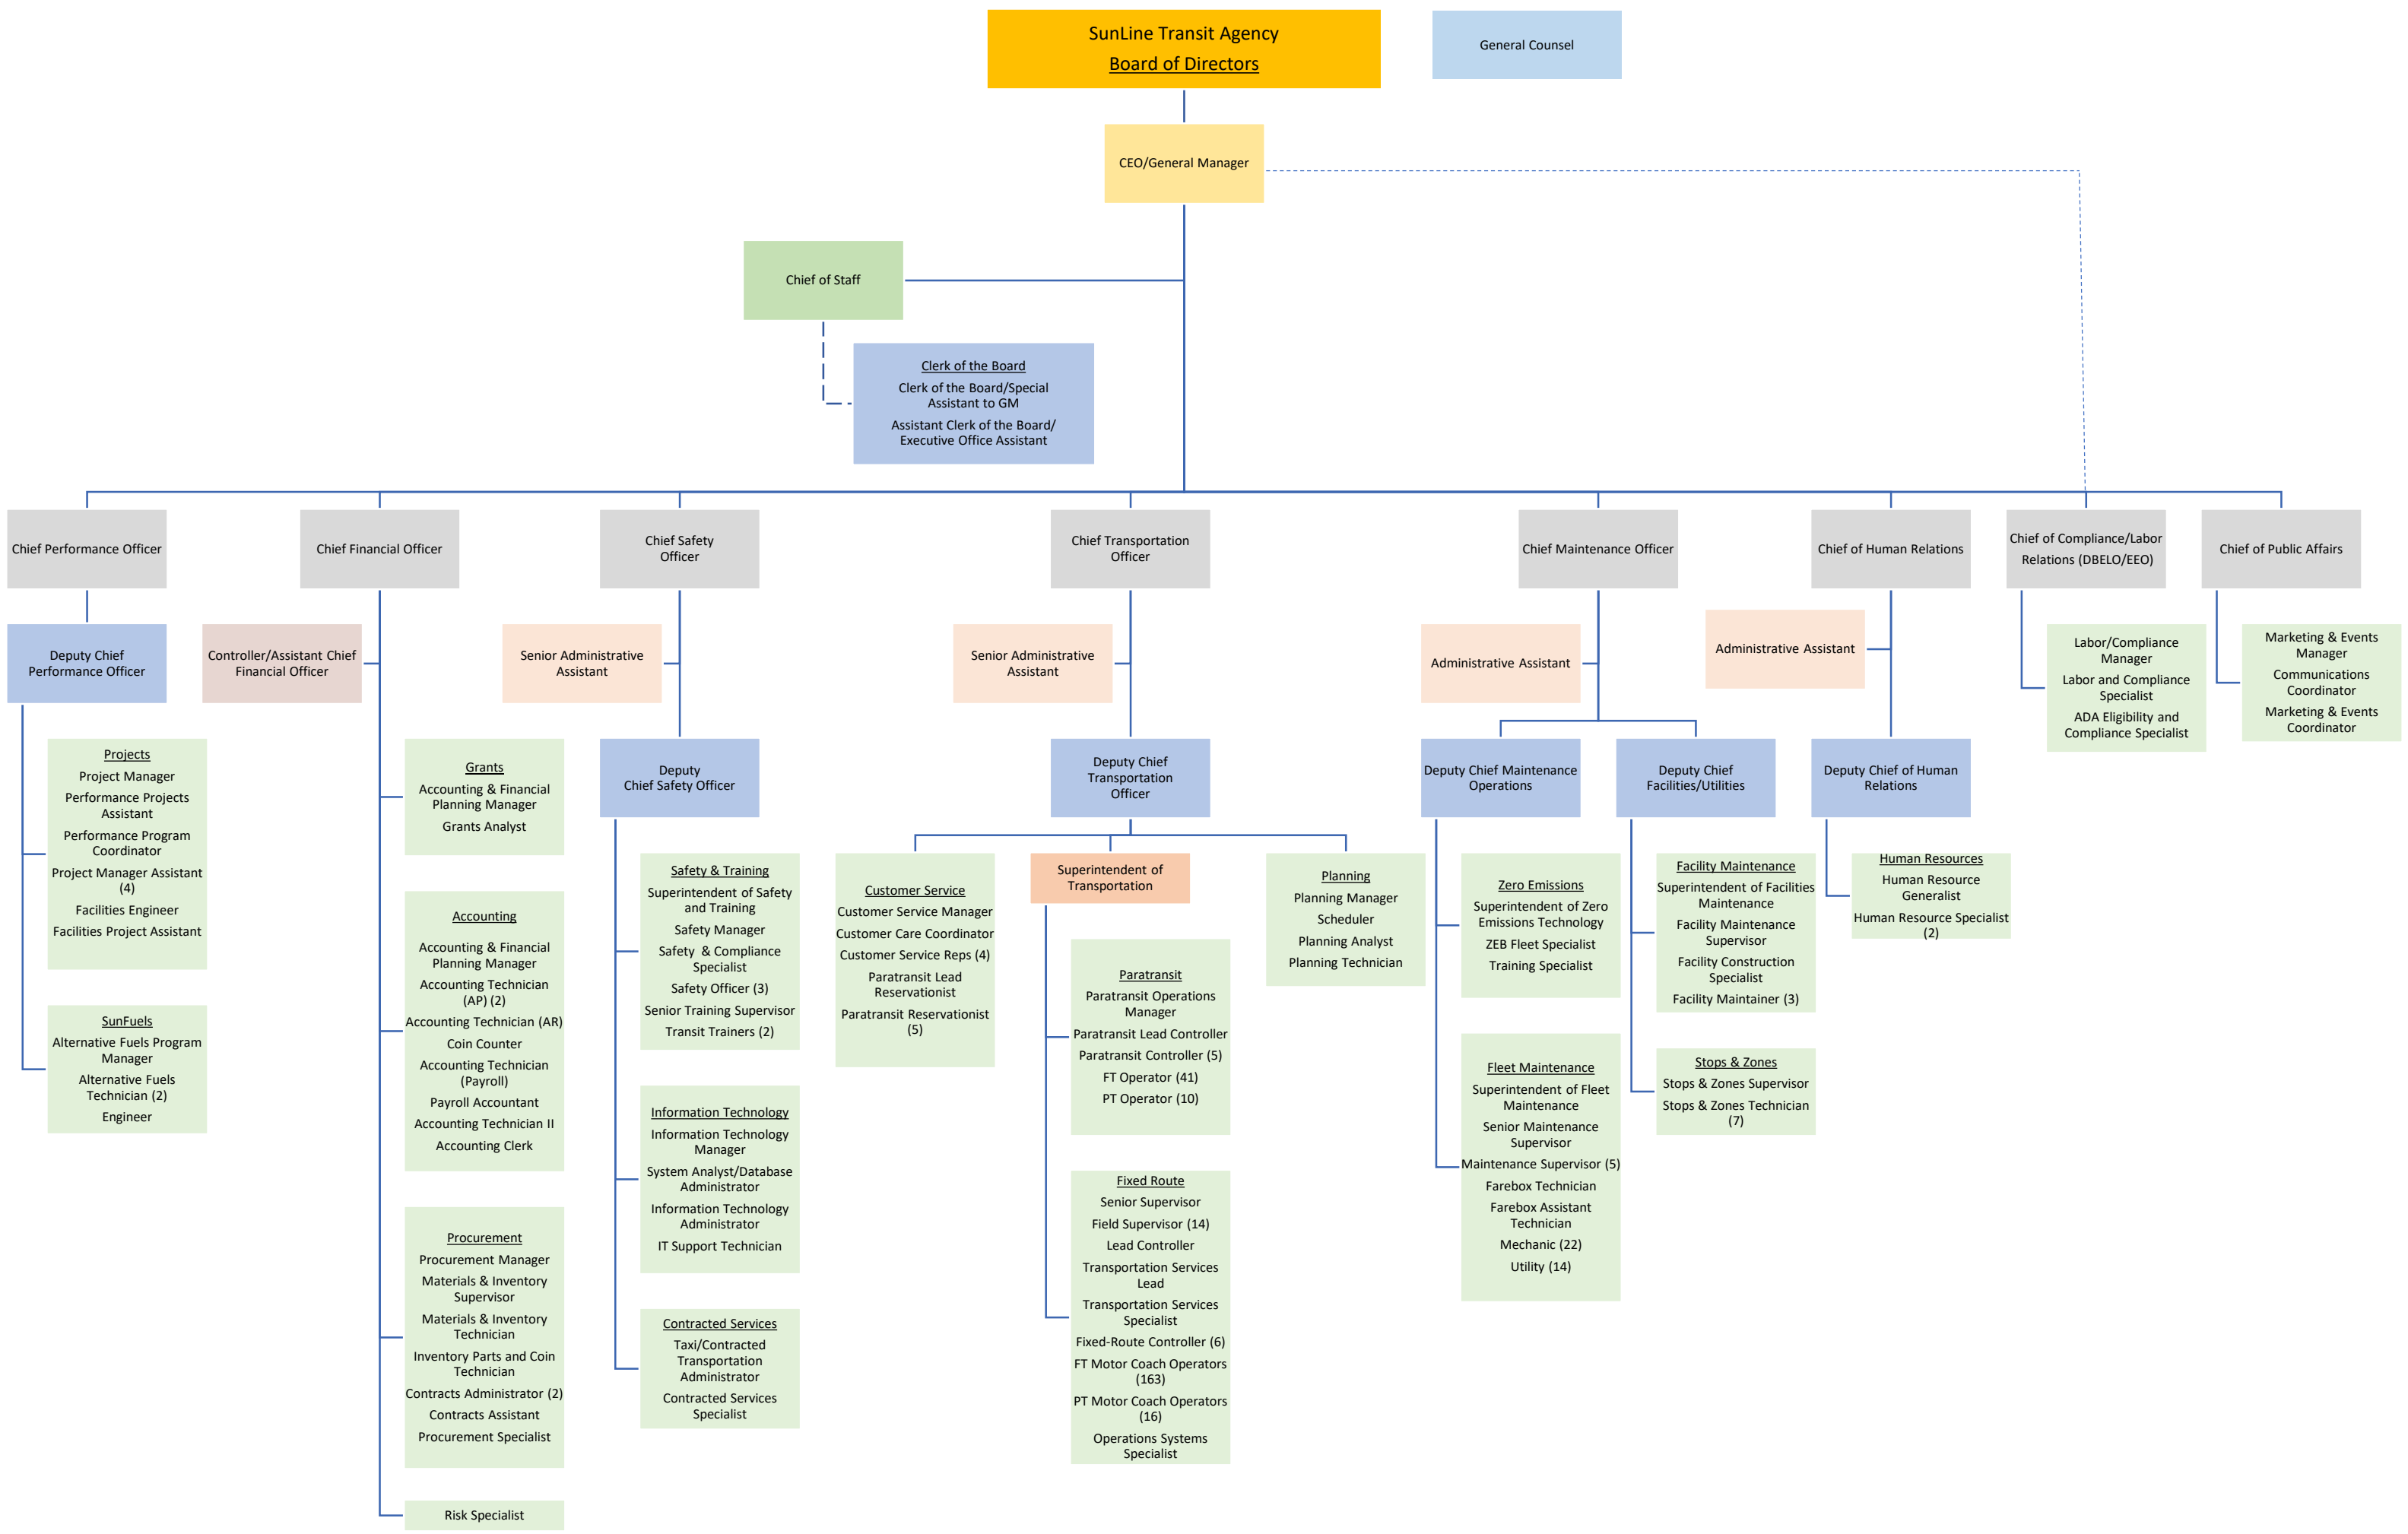 SunLine Transit Agency
Board of Directors
General Counsel
CEO/General Manager
Chief of Staff
Clerk of the Board
Clerk of the Board/Special
Assistant to GM
Assistant Clerk of the Board/
Executive Office Assistant
Chief Performance Officer
Chief Financial Officer
Chief Safety
Officer
Chief Transportation
Officer
Chief Maintenance Officer
Chief of Human Relations
Chief of Compliance/Labor
Relations (DBELO/EEO)
Chief of Public Affairs
Deputy Chief
Performance Officer
Controller/Assistant Chief
Financial Officer
Senior Administrative
Assistant
Senior Administrative
Assistant
Administrative Assistant
Administrative Assistant
Labor/Compliance
Manager
Labor and Compliance
Specialist
ADA Eligibility and
Compliance Specialist
Marketing & Events
Manager
Communications
Coordinator
Marketing & Events
Coordinator
Projects
Project Manager
Performance Projects
Assistant
Performance Program
Coordinator
Project Manager Assistant
(4)
Facilities Engineer
Facilities Project Assistant
SunFuels
Alternative Fuels Program
Manager
Alternative Fuels
Technician (2)
Engineer
Grants
Accounting & Financial
Planning Manager
Grants Analyst
Accounting
Accounting & Financial
Planning Manager
Accounting Technician
(AP) (2)
Accounting Technician (AR)
Coin Counter
Accounting Technician
(Payroll)
Payroll Accountant
Accounting Technician II
Accounting Clerk
Procurement
Procurement Manager
Materials & Inventory
Supervisor
Materials & Inventory
Technician
Inventory Parts and Coin
Technician
Contracts Administrator (2)
Contracts Assistant
Procurement Specialist
Risk Specialist
Deputy
Chief Safety Officer
Safety & Training
Superintendent of Safety
and Training
Safety Manager
Safety & Compliance
Specialist
Safety Officer (3)
Senior Training Supervisor
Transit Trainers (2)
Information Technology
Information Technology
Manager
System Analyst/Database
Administrator
Information Technology
Administrator
IT Support Technician
Contracted Services
Taxi/Contracted
Transportation
Administrator
Contracted Services
Specialist
Deputy Chief
Transportation
Officer
Customer Service
Customer Service Manager
Customer Care Coordinator
Customer Service Reps (4)
Paratransit Lead
Reservationist
Paratransit Reservationist
(5)
Superintendent of
Transportation
Paratransit
Paratransit Operations
Manager
Paratransit Lead Controller
Paratransit Controller (5)
FT Operator (41)
PT Operator (10)
Fixed Route
Senior Supervisor
Field Supervisor (14)
Lead Controller
Transportation Services
Lead
Transportation Services
Specialist
Fixed-Route Controller (6)
FT Motor Coach Operators
(163)
PT Motor Coach Operators
(16)
Operations Systems
Specialist
Planning
Planning Manager
Scheduler
Planning Analyst
Planning Technician
Deputy Chief Maintenance
Operations
Zero Emissions
Superintendent of Zero
Emissions Technology
ZEB Fleet Specialist
Training Specialist
Fleet Maintenance
Superintendent of Fleet
Maintenance
Senior Maintenance
Supervisor
Maintenance Supervisor (5)
Farebox Technician
Farebox Assistant
Technician
Mechanic (22)
Utility (14)
Deputy Chief
Facilities/Utilities
Facility Maintenance
Superintendent of Facilities
Maintenance
Facility Maintenance
Supervisor
Facility Construction
Specialist
Facility Maintainer (3)
Stops & Zones
Stops & Zones Supervisor
Stops & Zones Technician
(7)
Deputy Chief of Human
Relations
Human Resources
Human Resource
Generalist
Human Resource Specialist
(2)